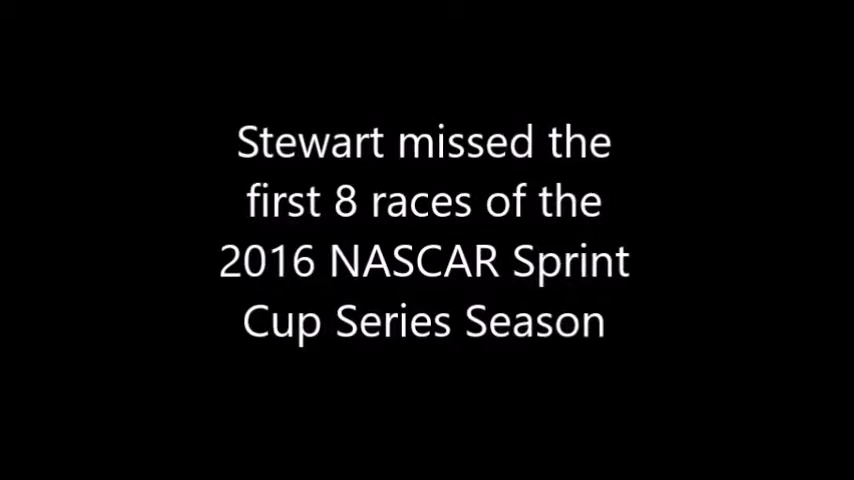 Stewart missed the
first 8 races of the
2016 NASCAR Sprint
Cup Series Season